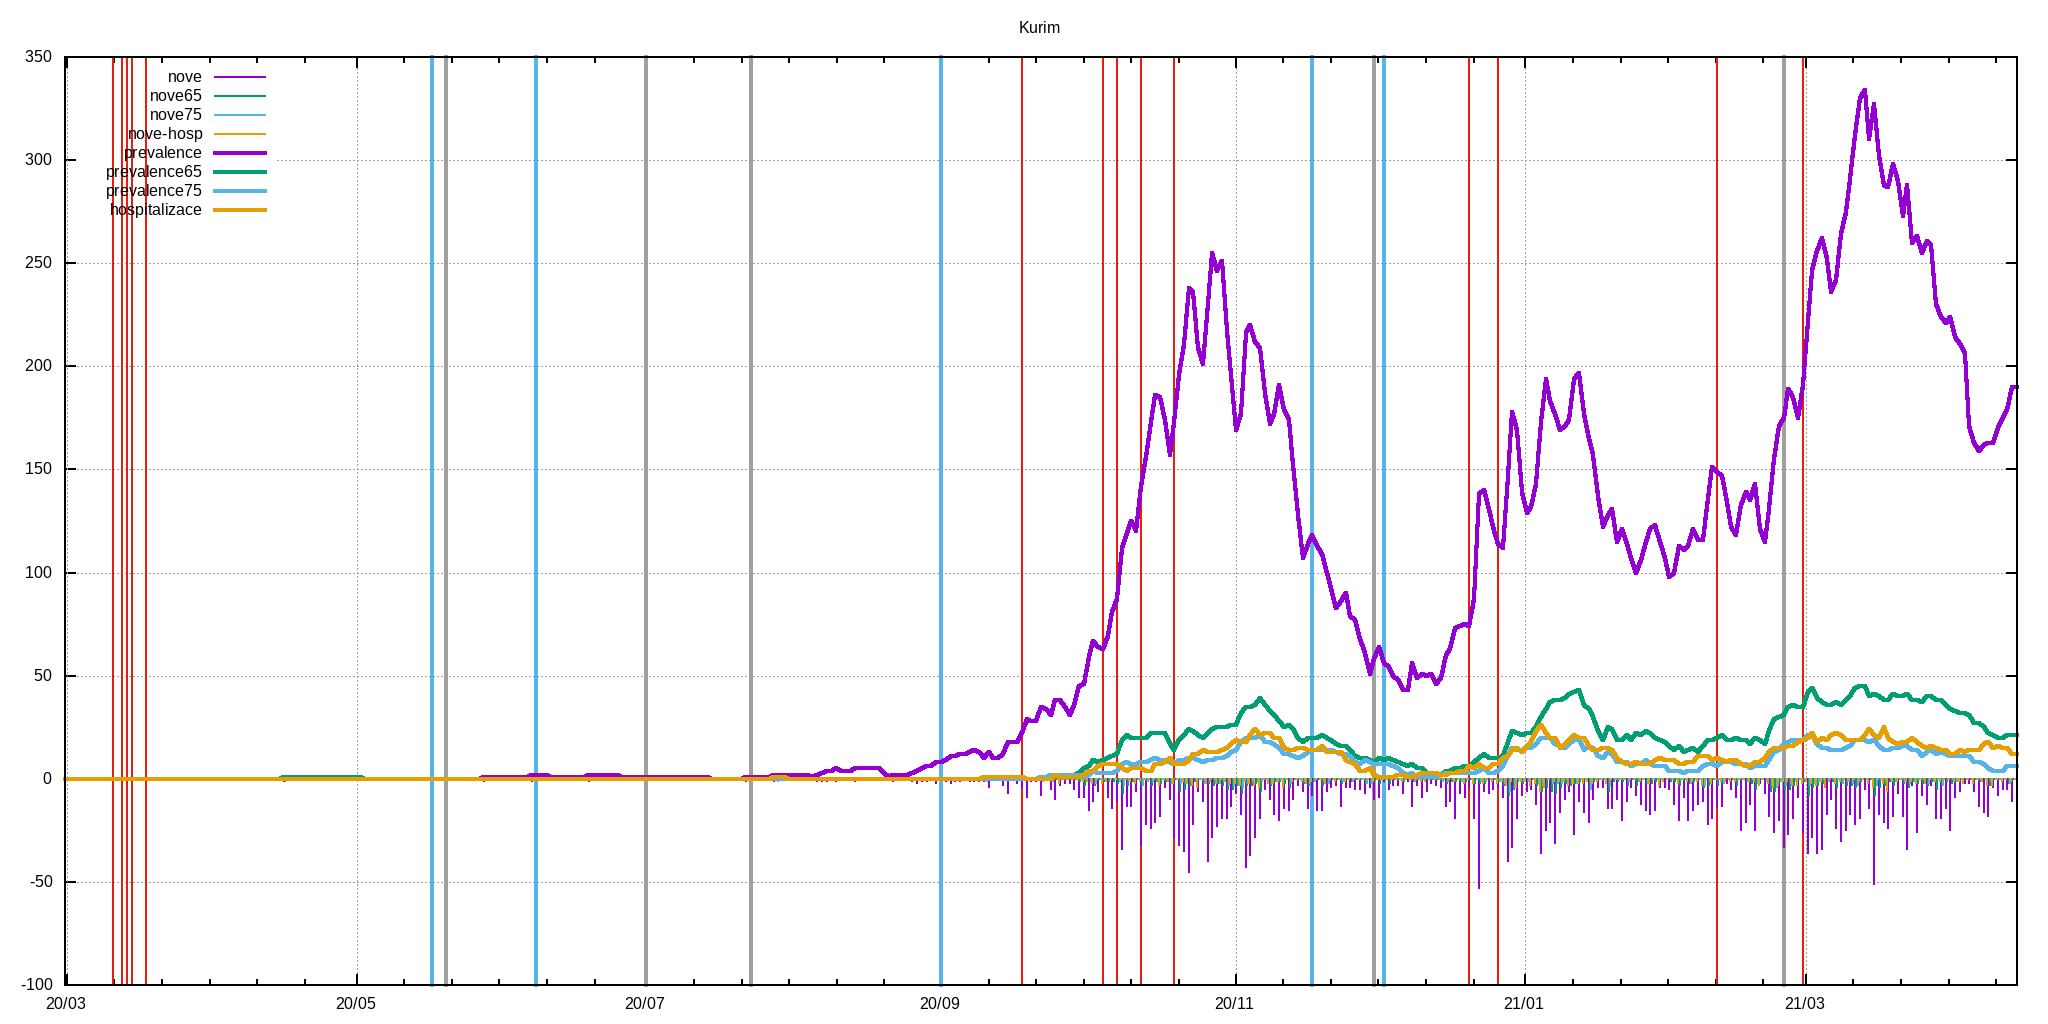 Kurim
350
300
250
200
150
100
50
0
-50
-100
nove
nove65
nove75
nove-hosp
prevalence
prevalence65
prevalence75
hospitalizace
20/03 20/05 20/07 20/09 20/11 21/01 21/03